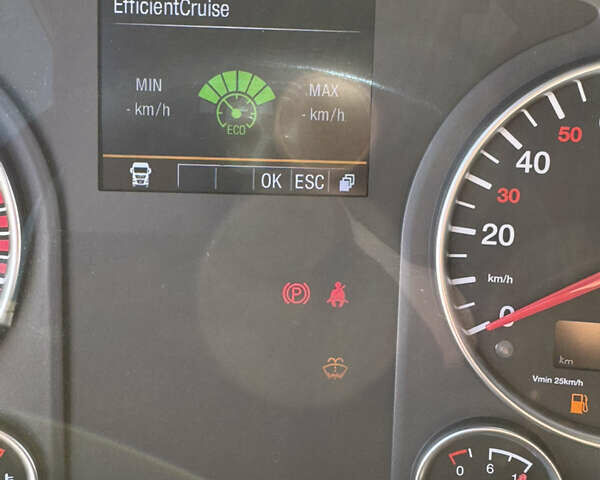 EfficientCruise
MIN
MAX
- km/h
- km/h
ECO
OK
ESC
P
50
40
30
20
km/h
0
km
Vmin 25km/h
0
6